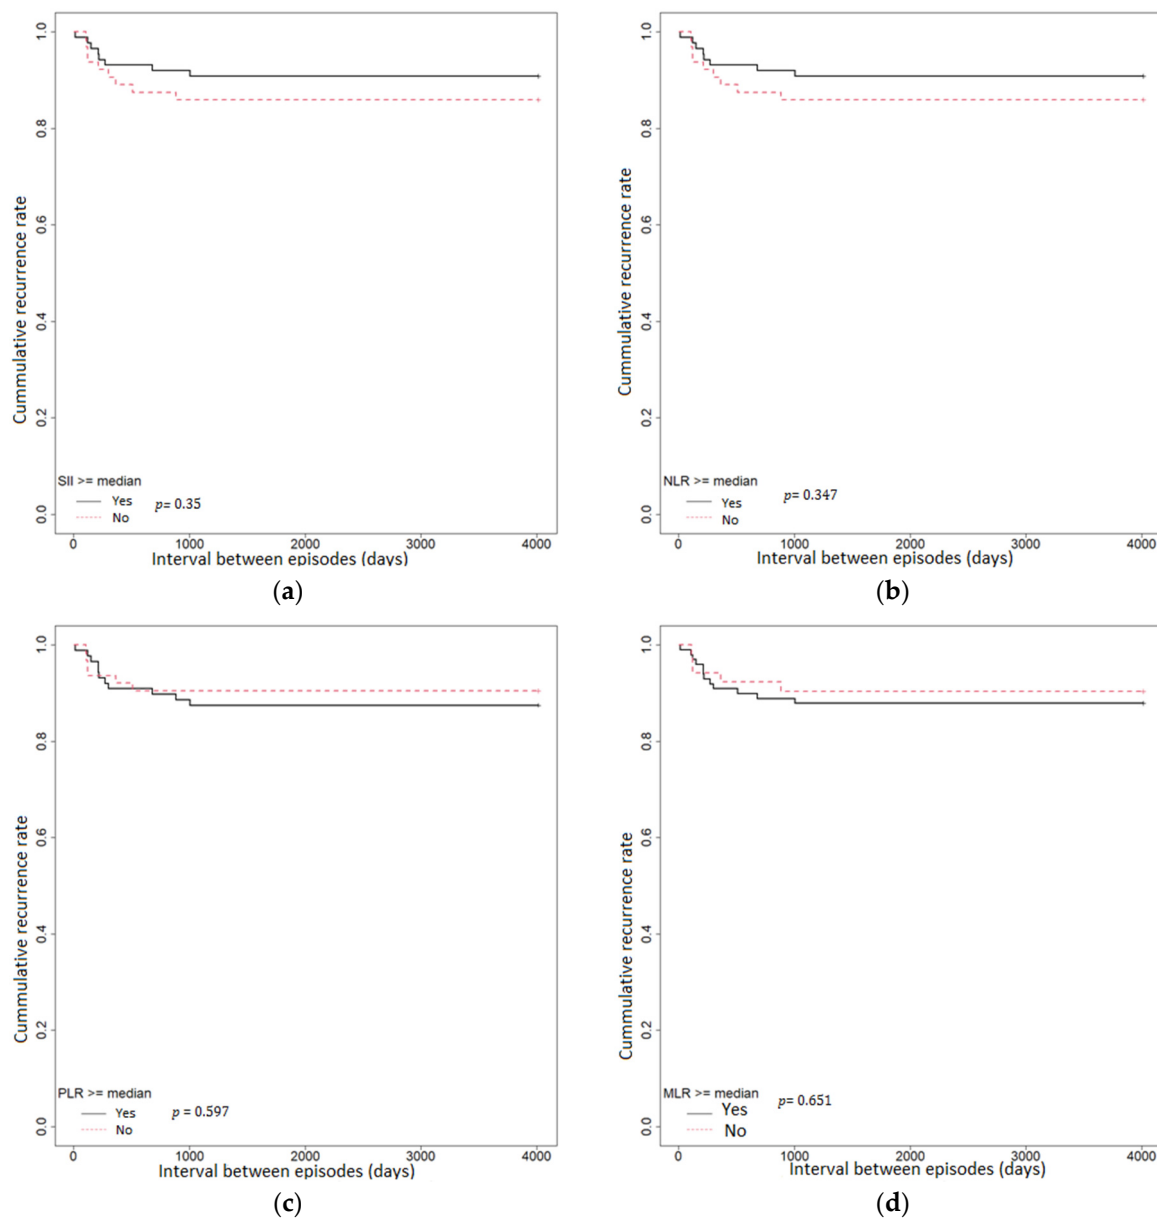 1.0
0.8
0.6
0.4
0.2
0.0
Cummulative recurrence rate
SII >= median
Yes
No
p= 0.35
0
1000
2000
3000
4000
Interval between episodes (days)
(a)
1.0
0.8
0.6
0.4
0.2
0.0
Cummulative recurrence rate
NLR >= median
Yes
No
p= 0.347
0
1000
2000
3000
4000
Interval between episodes (days)
(b)
1.0
0.8
0.6
0.4
0.2
0.0
Cummulative recurrence rate
PLR >= median
Yes
No
p = 0.597
0
1000
2000
3000
4000
Interval between episodes (days)
(c)
1.0
0.8
0.6
0.4
0.2
0.0
Cummulative recurrence rate
MLR >= median
Yes
No
p= 0.651
0
1000
2000
3000
4000
Interval between episodes (days)
(d)